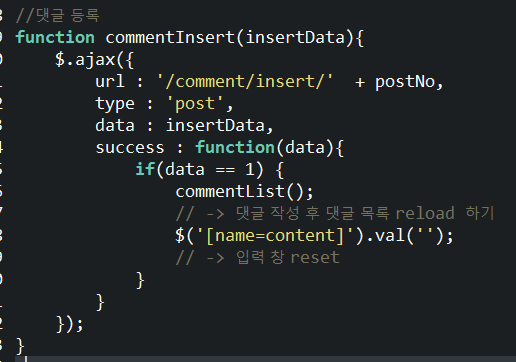 //댓글 등록
function commentInsert(insertData){
    $.ajax({
        url : '/comment/insert/'  + postNo,
        type : 'post',
        data : insertData,
        success : function(data){
            if(data == 1) {
                commentList();
                // -> 댓글 작성 후 댓글 목록 reload 하기
                $('[name=content]').val('');
                // -> 입력 창 reset
            }
        }
    });
}